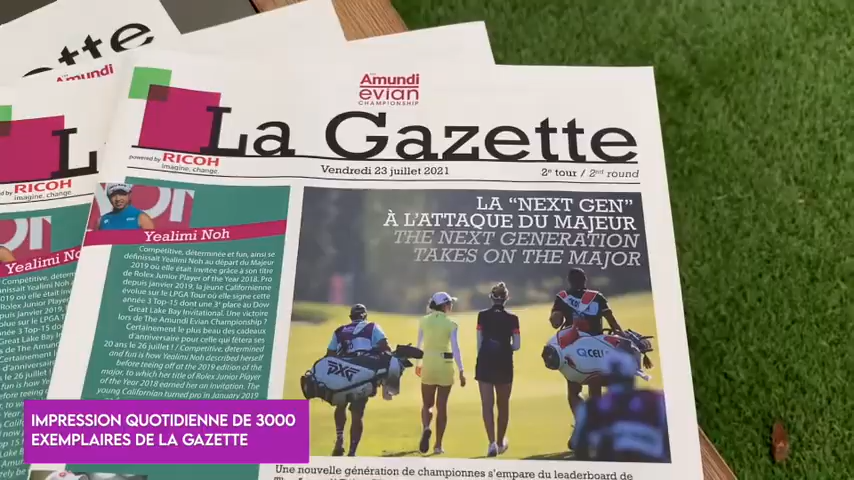 tte
Amundi
THE
Amundi
evian
CHAMPIONSHIP
La Gazette
powered by RICOH
imagine. change.
Vendredi 23 juillet 2021
2e tour / 2nd round
RICOH
imagine. change.
LA "NEXT GEN"
À L'ATTAQUE DU MAJEUR
THE NEXT GENERATION
TAKES ON THE MAJOR
Yealimi Noh
Compétitive, déterminée et fun, ainsi se
définissait Yealimi Noh au départ du Majeur
2019 où elle était invitée grâce à son titre
de Rolex Junior Player of the Year 2018. Pro
depuis janvier 2019, la jeune Californienne
évolue sur le LPGA Tour où elle signe cette
année 3 Top-15 dont une 3e place au Dow
Great Lake Bay Invitational. Une victoire
lors de The Amundi Evian Championship ?
Certainement le plus beau des cadeaux
d'anniversaire pour celle qui fêtera ses
20 ans le 26 juillet ! / Competitive, determined
and fun is how Yealimi Noh described herself
before teeing off at the 2019 edition of the
major, to which her title of Rolex Junior Player
of the Year 2018 earned her an invitation. The
young Californian turned pro in January 2019
PXG
CELL
Une nouvelle génération de championnes s'empare du leaderboard de
IMPRESSION QUOTIDIENNE DE 3000
EXEMPLAIRES DE LA GAZETTE